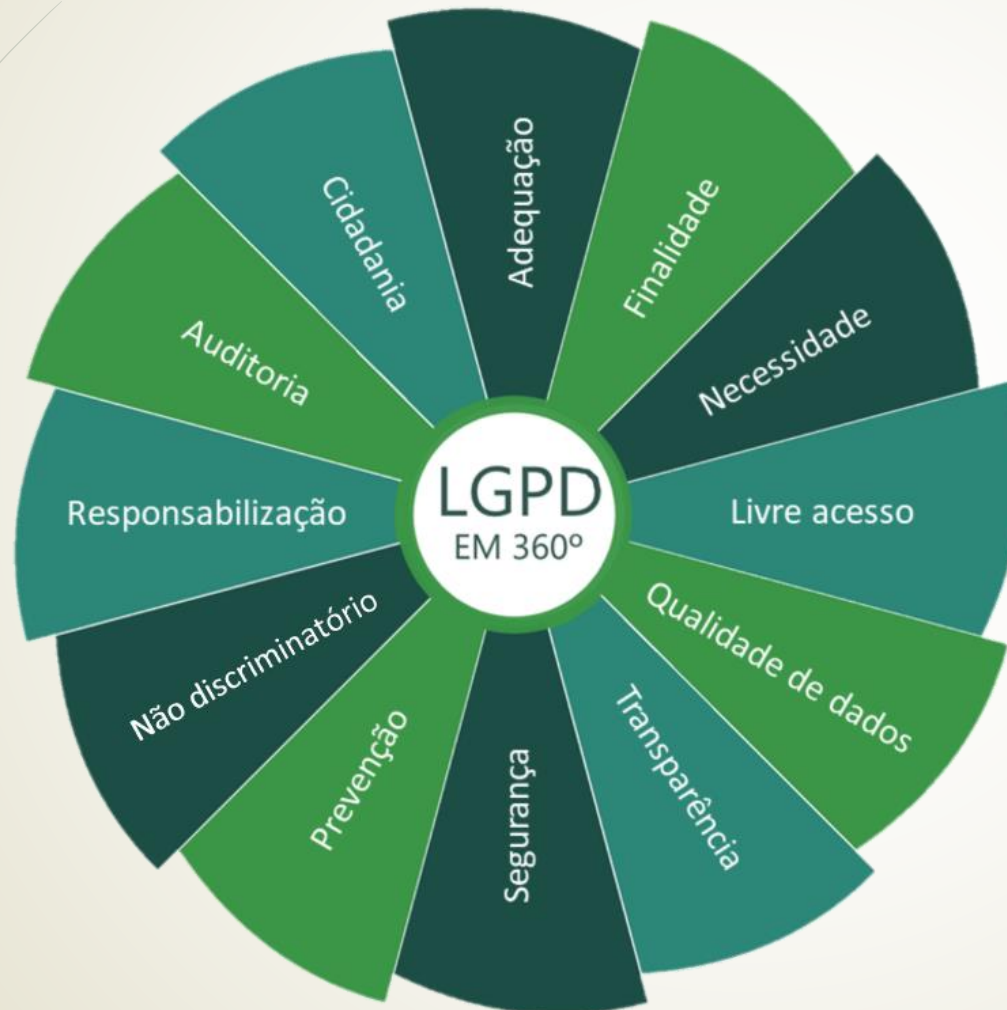 LGPD
EM 360º
Adequação
Finalidade
Necessidade
Livre acesso
Qualidade de dados
Transparência
Segurança
Prevenção
Não discriminatório
Responsabilização
Auditoria
Cidadania